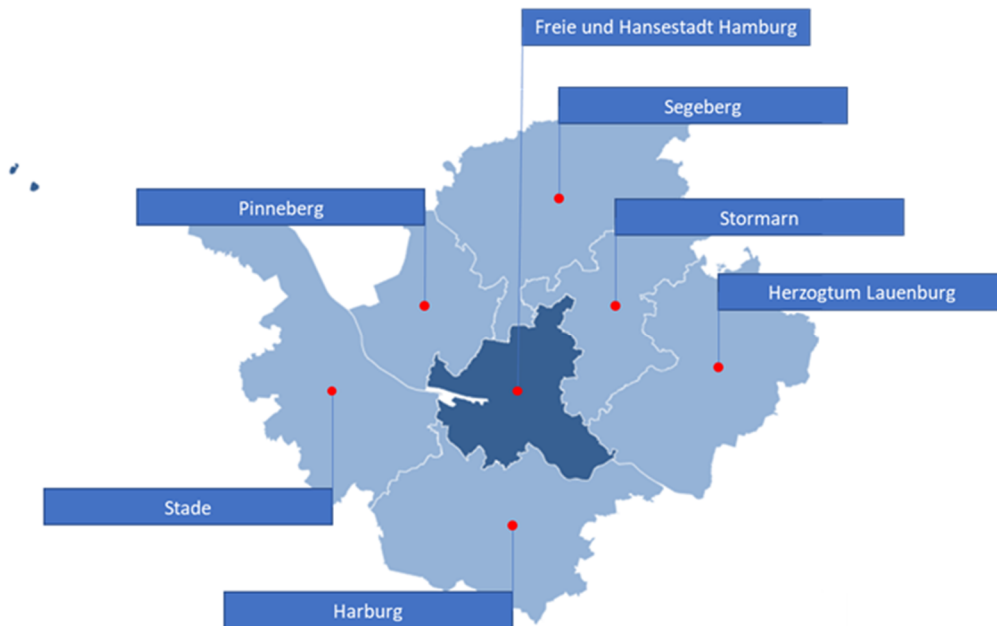 Freie und Hansestadt Hamburg
Segeberg
Pinneberg
Stormarn
Herzogtum Lauenburg
Stade
Harburg